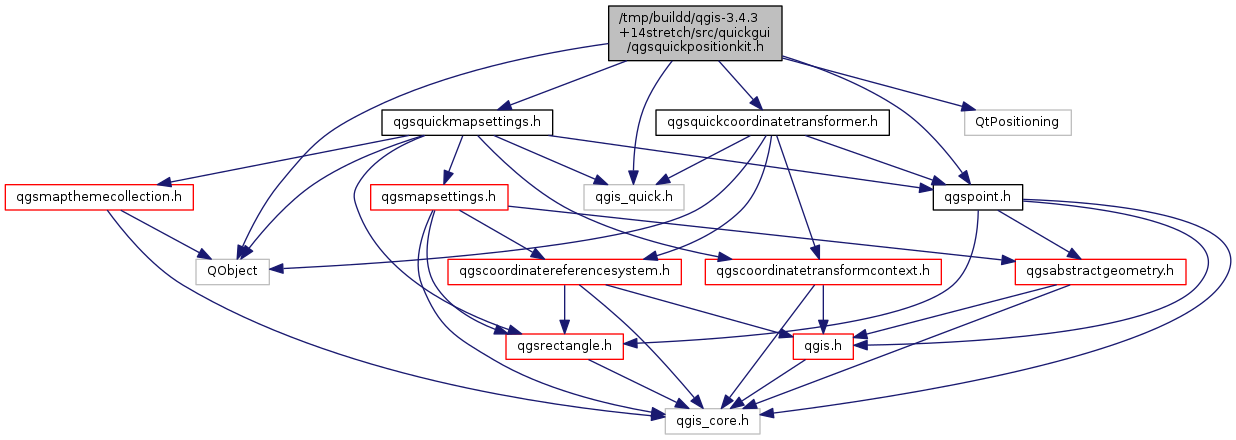 /tmp/buildd/qgis-3.4.3
+14stretch/src/quickgui
/qgsquickpositionkit.h
qgsquickmapsettings.h
qgsquickcoordinatetransformer.h
QtPositioning
qgsmapthemecollection.h
qgsmapsettings.h
qgis_quick.h
qgspoint.h
QObject
qgscoordinatereferencesystem.h
qgscoordinatetransformcontext.h
qgsabstractgeometry.h
qgsrectangle.h
qgis.h
qgis_core.h